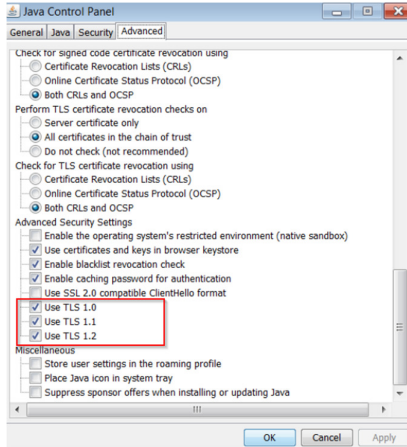 Java Control Panel
General Java Security Advanced
Check for signed code certificate revocation using
Certificate Revocation Lists (CRLs)
Online Certificate Status Protocol (OCSP)
Both CRLs and OCSP
Perform TLS certificate revocation checks on
Server certificate only
All certificates in the chain of trust
Do not check (not recommended)
Check for TLS certificate revocation using
Certificate Revocation Lists (CRLs)
Online Certificate Status Protocol (OCSP)
Both CRLs and OCSP
Advanced Security Settings
Enable the operating system's restricted environment (native sandbox)
Use certificates and keys in browser keystore
Enable blacklist revocation check
Enable caching password for authentication
Use SSL 2.0 compatible ClientHello format
Use TLS 1.0
Use TLS 1.1
Use TLS 1.2
Miscellaneous
Store user settings in the roaming profile
Place Java icon in system tray
Suppress sponsor offers when installing or updating Java
OK Cancel Apply